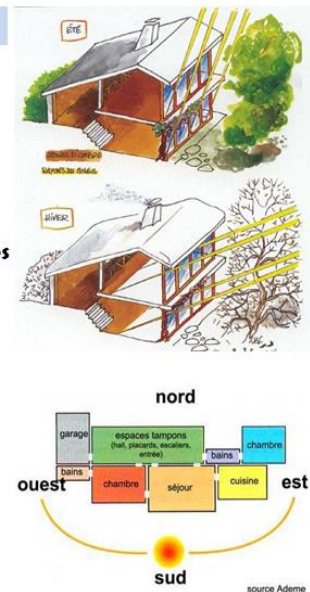 ÉTÉ
HIVER
es
nord
garage
espaces tampons
(hall, placards, escaliers,
entrée)
bains
chambre
bains
ouest
chambre
séjour
cuisine
est
sud
source Ademe